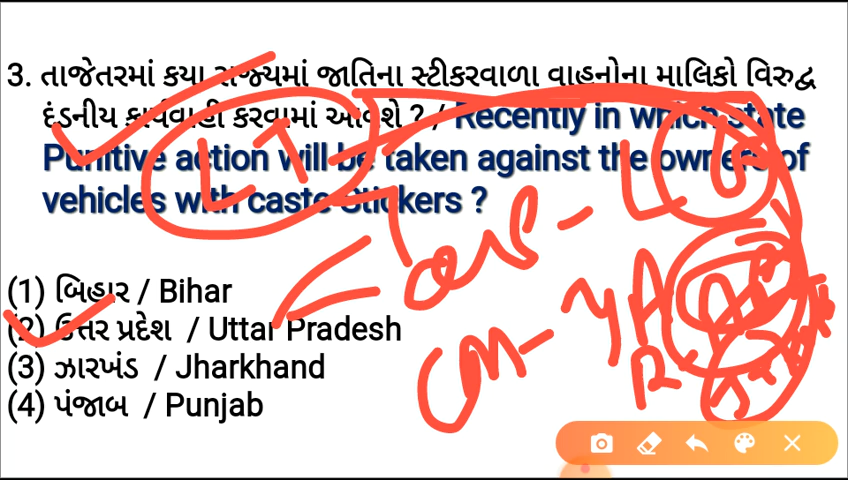 3. તાજેતરમાં કયા રાજ્યમાં જાતિના સ્ટીકરવાળા વાહનોના માલિકો વિરુદ્વ
દંડનીય કાર્યવાહી કરવામાં આવશે ? / Recently in which state
Punitive action will be taken against the owners of
vehicles with caste Stickers ?
(1) બિહાર / Bihar
(2) ઉત્તર પ્રદેશ / Uttar Pradesh
(3) ઝારખંડ / Jharkhand
(4) પંજાબ / Punjab